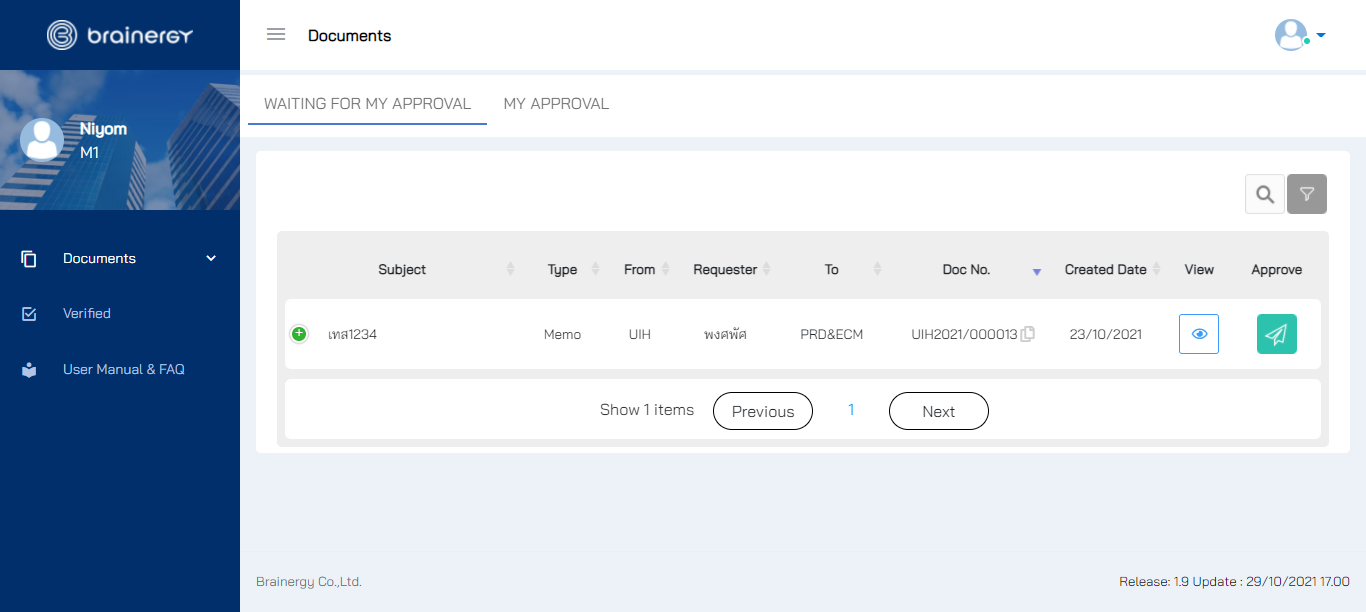 brainergy
Documents
WAITING FOR MY APPROVAL MY APPROVAL
Niyom
M1
Documents
Verified
User Manual & FAQ
Subject Type From Requester To Doc No. Created Date View Approve
เทส1234 Memo UIH พงศพัศ PRD&ECM UIH2021/000013 23/10/2021
Show 1 items Previous 1 Next
Brainergy Co.,Ltd. Release: 1.9 Update : 29/10/2021 17.00